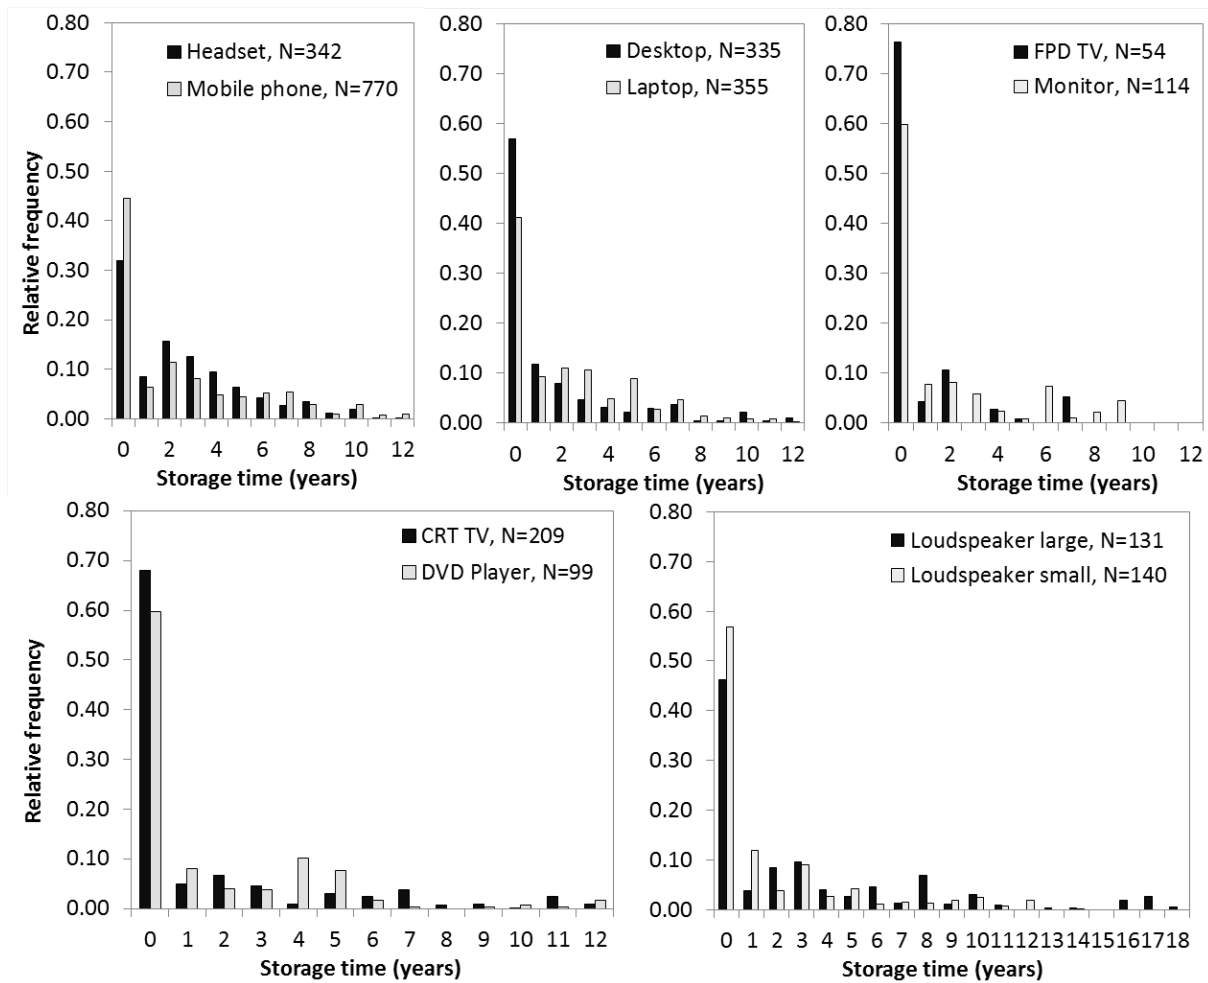 Relative frequency
0.80
0.70
0.60
0.50
0.40
0.30
0.20
0.10
0.00
Headset, N=342
Mobile phone, N=770
0 2 4 6 8 10 12
Storage time (years)
0.80
0.70
0.60
0.50
0.40
0.30
0.20
0.10
0.00
Desktop, N=335
Laptop, N=355
0 2 4 6 8 10 12
Storage time (years)
0.80
0.70
0.60
0.50
0.40
0.30
0.20
0.10
0.00
FPD TV, N=54
Monitor, N=114
0 2 4 6 8 10 12
Storage time (years)
Relative frequency
0.80
0.70
0.60
0.50
0.40
0.30
0.20
0.10
0.00
CRT TV, N=209
DVD Player, N=99
0 1 2 3 4 5 6 7 8 9 10 11 12
Storage time (years)
0.80
0.70
0.60
0.50
0.40
0.30
0.20
0.10
0.00
Loudspeaker large, N=131
Loudspeaker small, N=140
0 1 2 3 4 5 6 7 8 9 10 11 12 13 14 15 16 17 18
Storage time (years)